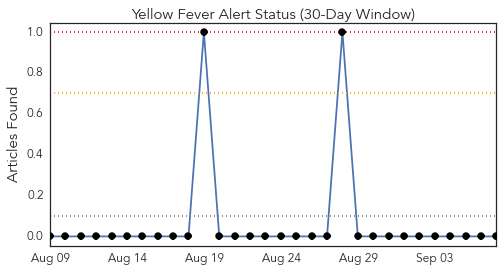 Yellow Fever Alert Status (30-Day Window)
Articles Found
1.0
0.8
0.6
0.4
0.2
0.0
Aug 09 Aug 14 Aug 19 Aug 24 Aug 29 Sep 03